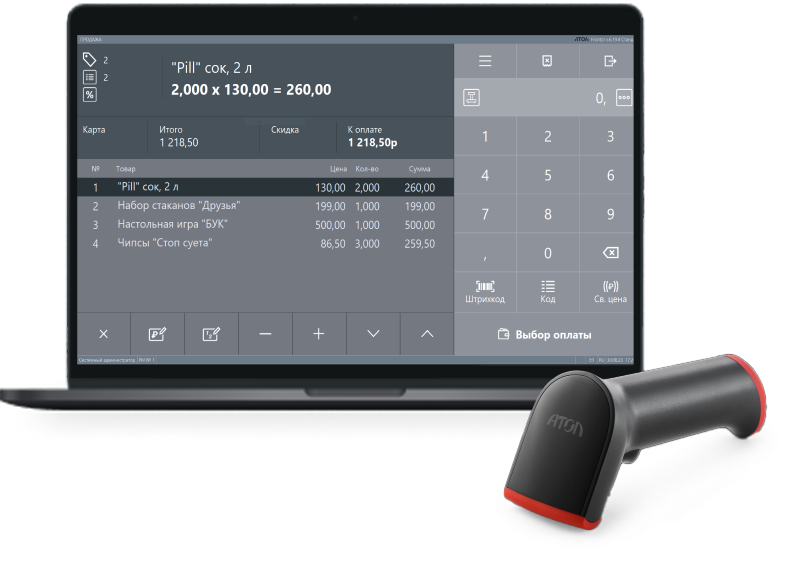 ПРОДАЖА
АТОЛ
2
2
%
"Pill" сок, 2 л
2,000 x 130,00 = 260,00
Карта Итого Скидка К оплате
1 218,50 1 218,50р
№ Товар Цена Кол-во Сумма
1 "Pill" сок, 2 л 130,00 2,000 260,00
2 Набор стаканов "Друзья" 199,00 1,000 199,00
3 Настольная игра "БУК" 500,00 1,000 500,00
4 Чипсы "Стоп суета" 86,50 3,000 259,50
0,
1 2 3
4 5 6
7 8 9
, 0
Штрихкод Код Св. цена
Выбор оплаты
Системный администратор
АТОЛ